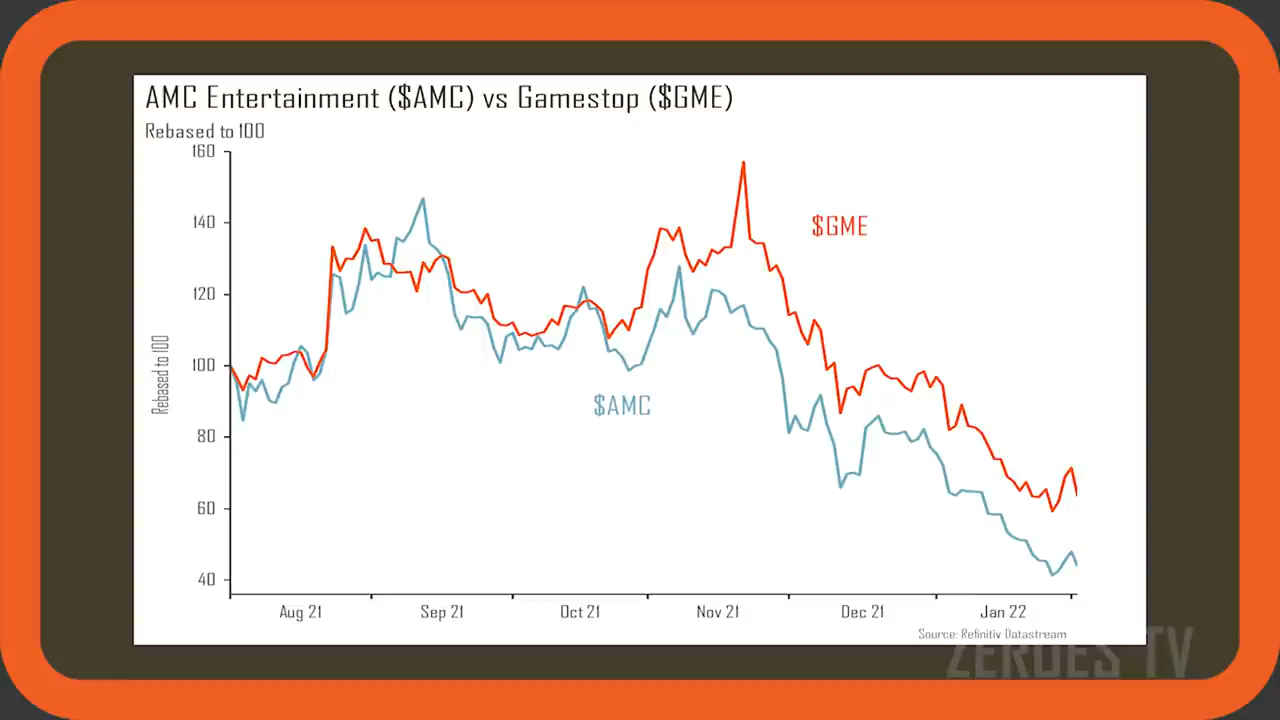 AMC Entertainment ($AMC) vs Gamestop ($GME)
Rebased to 100
160
140
120
100
80
60
40
Rebased to 100
$GME
$AMC
Aug 21 Sep 21 Oct 21 Nov 21 Dec 21 Jan 22
Source: Refinitiv Datastream
ZEROES TV